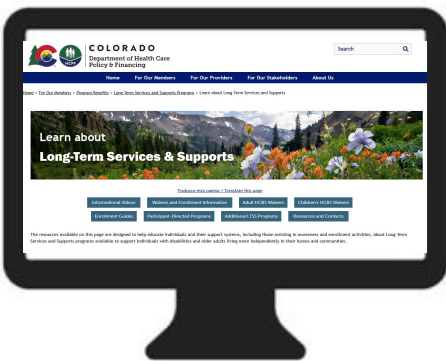 COLORADO
Department of Health Care
Policy & Financing
HCPF
Search
Home For Our Members For Our Providers For Our Stakeholders About Us
Home > For Our Members > Program Benefits > Long-Term Services and Supports Programs > Learn about Long-Term Services and Supports
Learn about
Long-Term Services & Supports
Traduzca esta pagina / Translate this page
Informational Videos Waivers and Enrollment Information Adult HCBS Waivers Children's HCBS Waivers
Enrollment Guides Participant-Directed Programs Additional LTSS Programs Resources and Contacts
The resources available on this page are designed to help educate individuals and their support systems, including those assisting in awareness and enrollment activities, about Long-Term
Services and Supports programs available to support individuals with disabilities and older adults living more independently in their homes and communities.